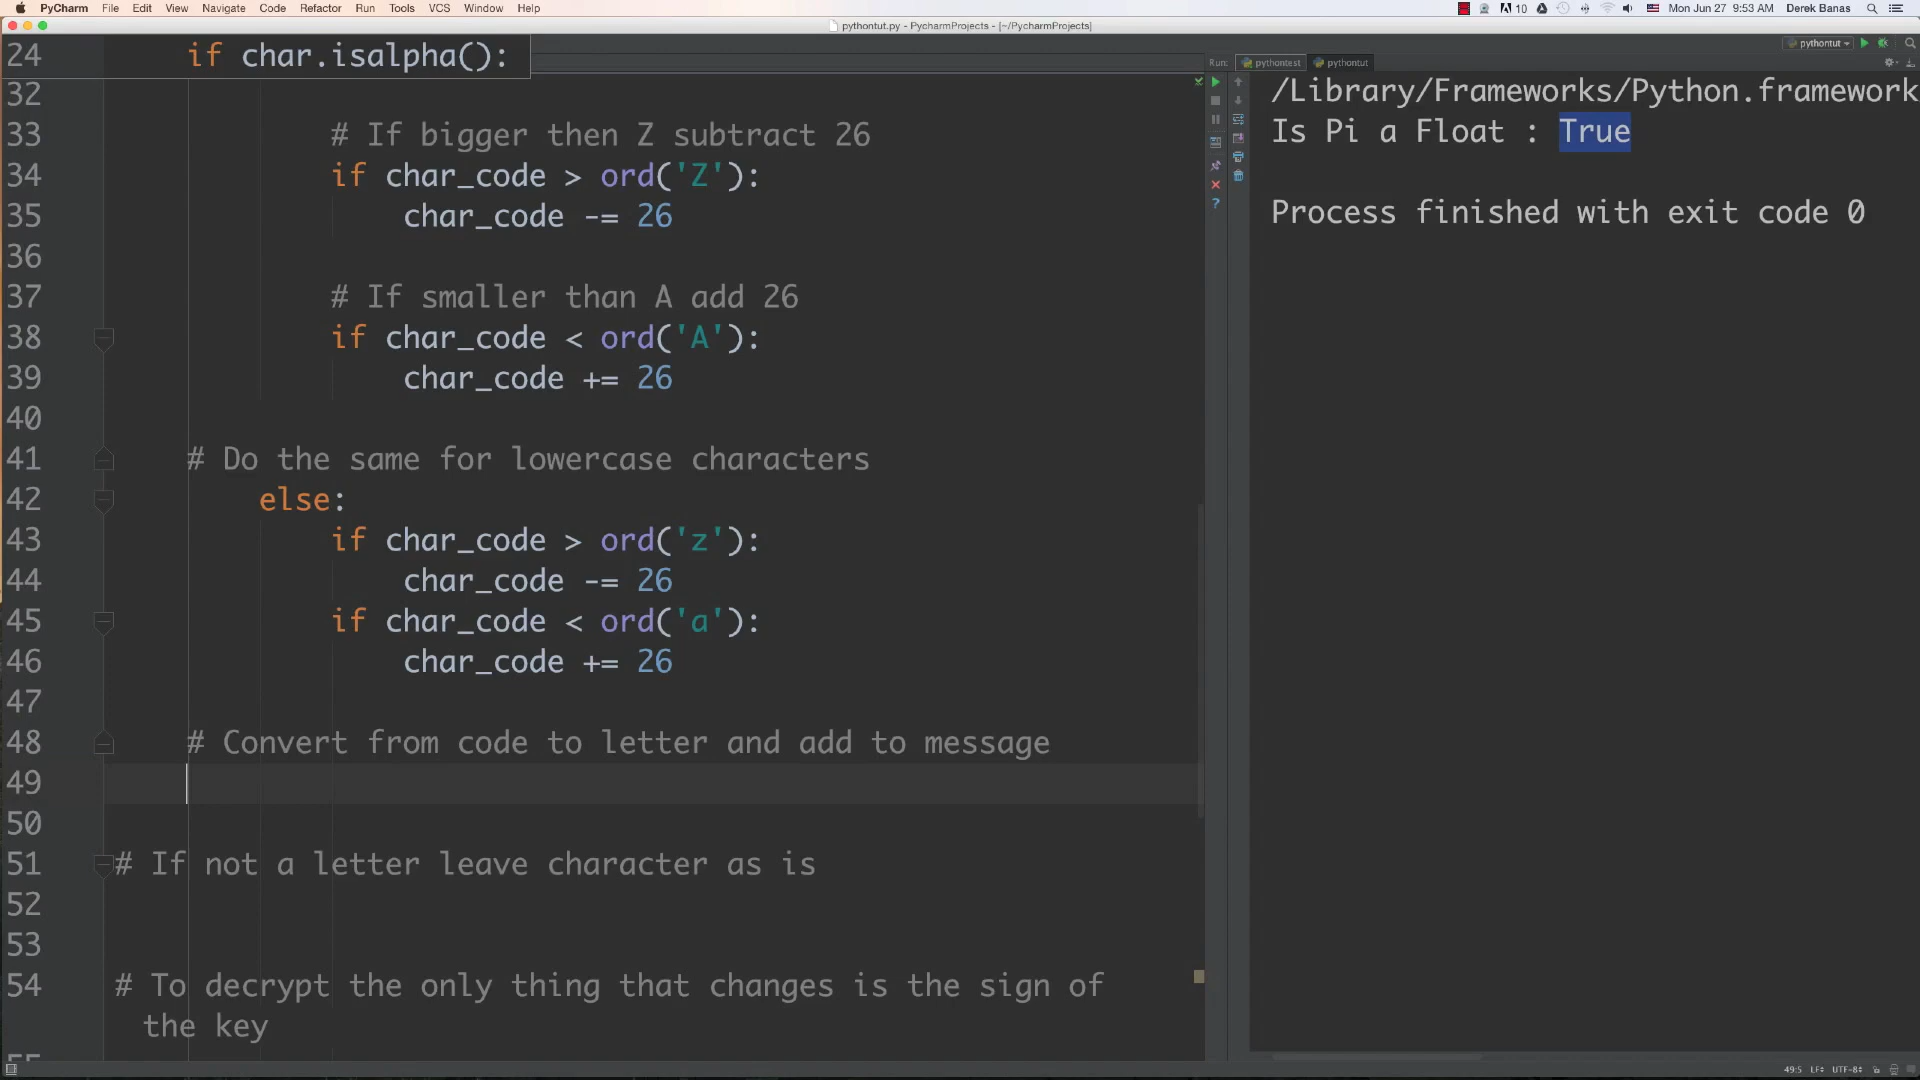 PyCharm File Edit View Navigate Code Refactor Run Tools VCS Window Help
10 Mon Jun 27 9:53 AM Derek Banas
pythontut.py - PycharmProjects - [~/PycharmProjects]
pythontut
24 if char.isalpha():
Run: pythontest pythontut
32
33 # If bigger then Z subtract 26
34 if char_code > ord('Z'):
35 char_code -= 26
36
37 # If smaller than A add 26
38 if char_code < ord('A'):
39 char_code += 26
40
41 # Do the same for lowercase characters
42 else:
43 if char_code > ord('z'):
44 char_code -= 26
45 if char_code < ord('a'):
46 char_code += 26
47
48 # Convert from code to letter and add to message
49
50
51 # If not a letter leave character as is
52
53
54 # To decrypt the only thing that changes is the sign of
the key
55
/Library/Frameworks/Python.framework
Is Pi a Float : True
Process finished with exit code 0
49:5 LF÷ UTF-8÷